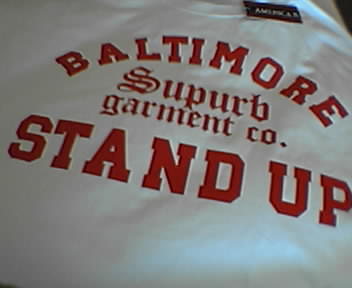 BALTIMORE
Supurb
garment co.
STAND UP